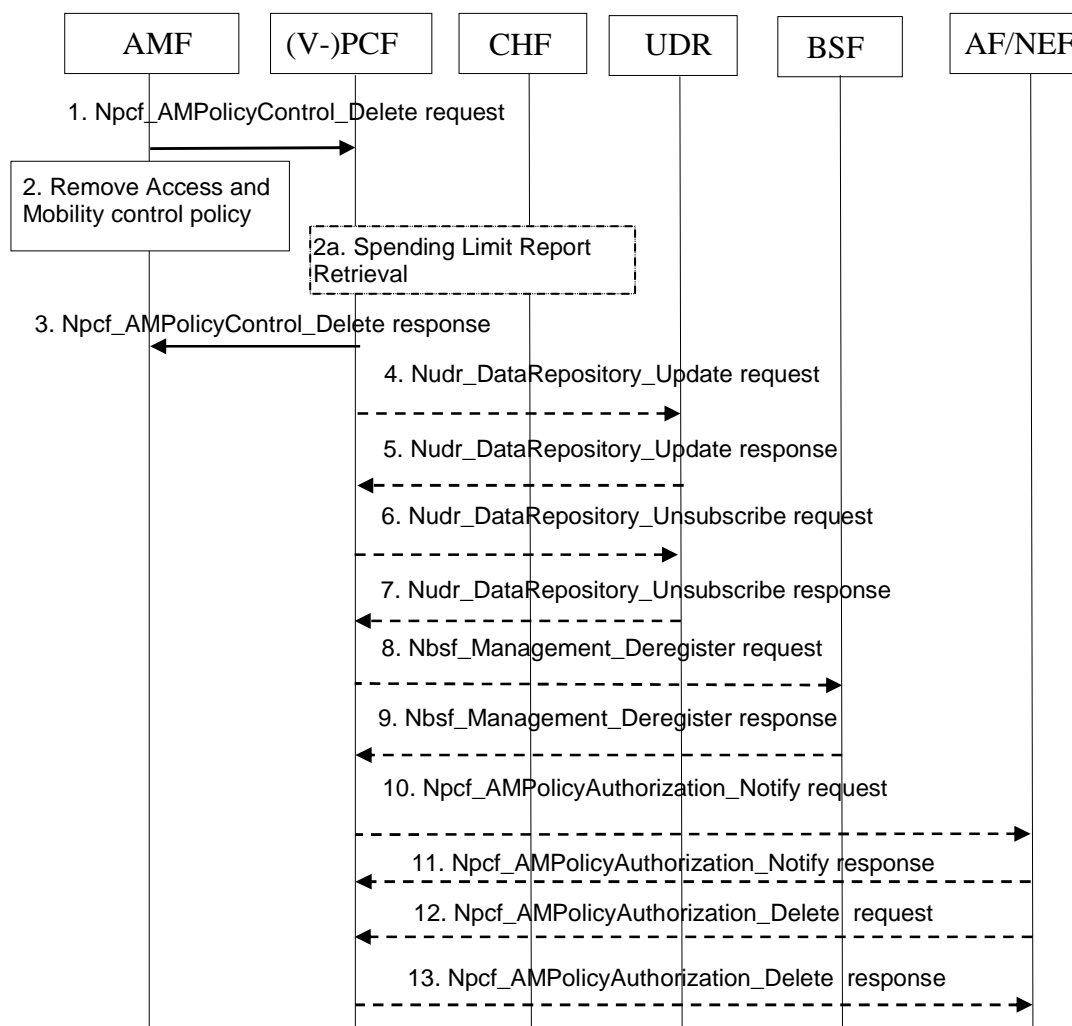 AMF
(V-)PCF
CHF
UDR
BSF
AF/NEF
1. Npcf_AMPolicyControl_Delete request
2. Remove Access and
Mobility control policy
2a. Spending Limit Report
Retrieval
3. Npcf_AMPolicyControl_Delete response
4. Nudr_DataRepository_Update request
5. Nudr_DataRepository_Update response
6. Nudr_DataRepository_Unsubscribe request
7. Nudr_DataRepository_Unsubscribe response
8. Nbsf_Management_Deregister request
9. Nbsf_Management_Deregister response
10. Npcf_AMPolicyAuthorization_Notify request
11. Npcf_AMPolicyAuthorization_Notify response
12. Npcf_AMPolicyAuthorization_Delete request
13. Npcf_AMPolicyAuthorization_Delete response